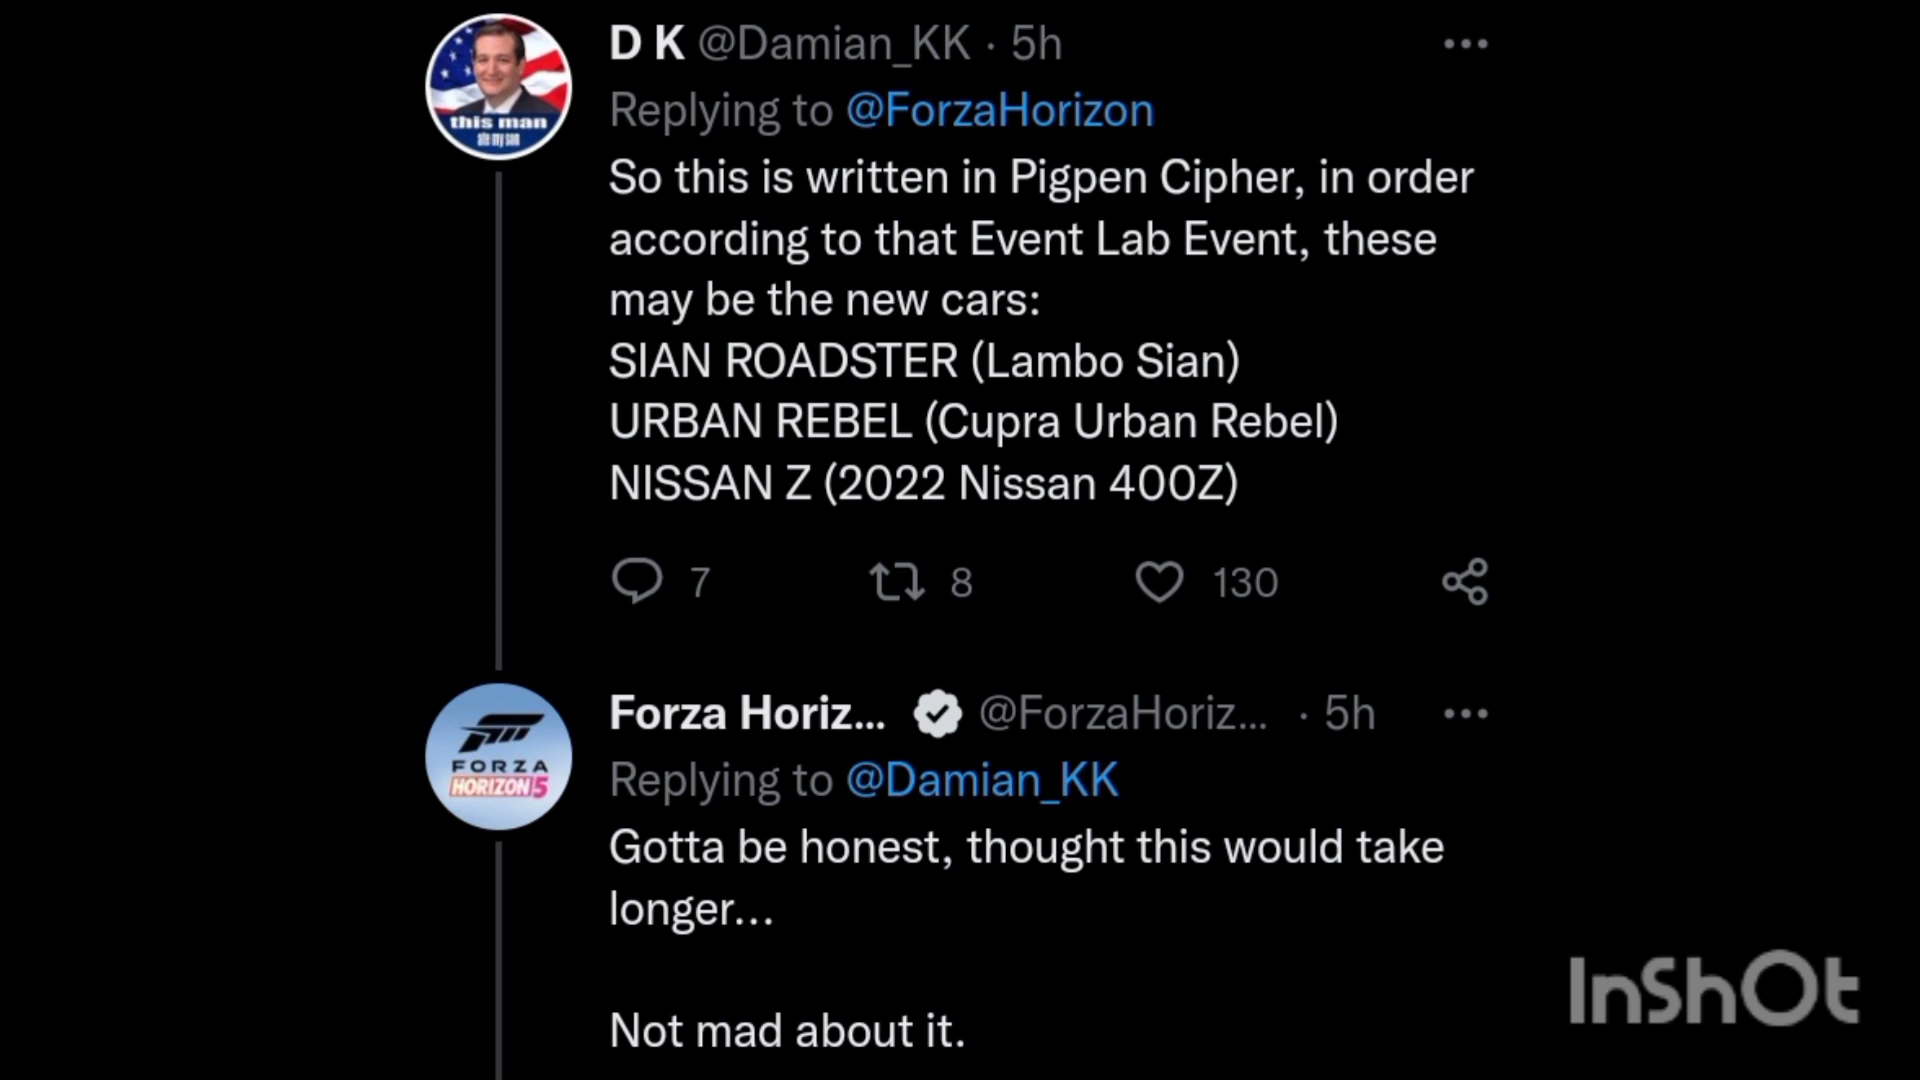 D K @Damian_KK · 5h
this man
ate my son
Replying to @ForzaHorizon
So this is written in Pigpen Cipher, in order
according to that Event Lab Event, these
may be the new cars:
SIAN ROADSTER (Lambo Sian)
URBAN REBEL (Cupra Urban Rebel)
NISSAN Z (2022 Nissan 400Z)
7 8 130
Forza Horiz... @ForzaHoriz... · 5h
FORZA
HORIZON 5
Replying to @Damian_KK
Gotta be honest, thought this would take
longer...
Not mad about it.
InShOt